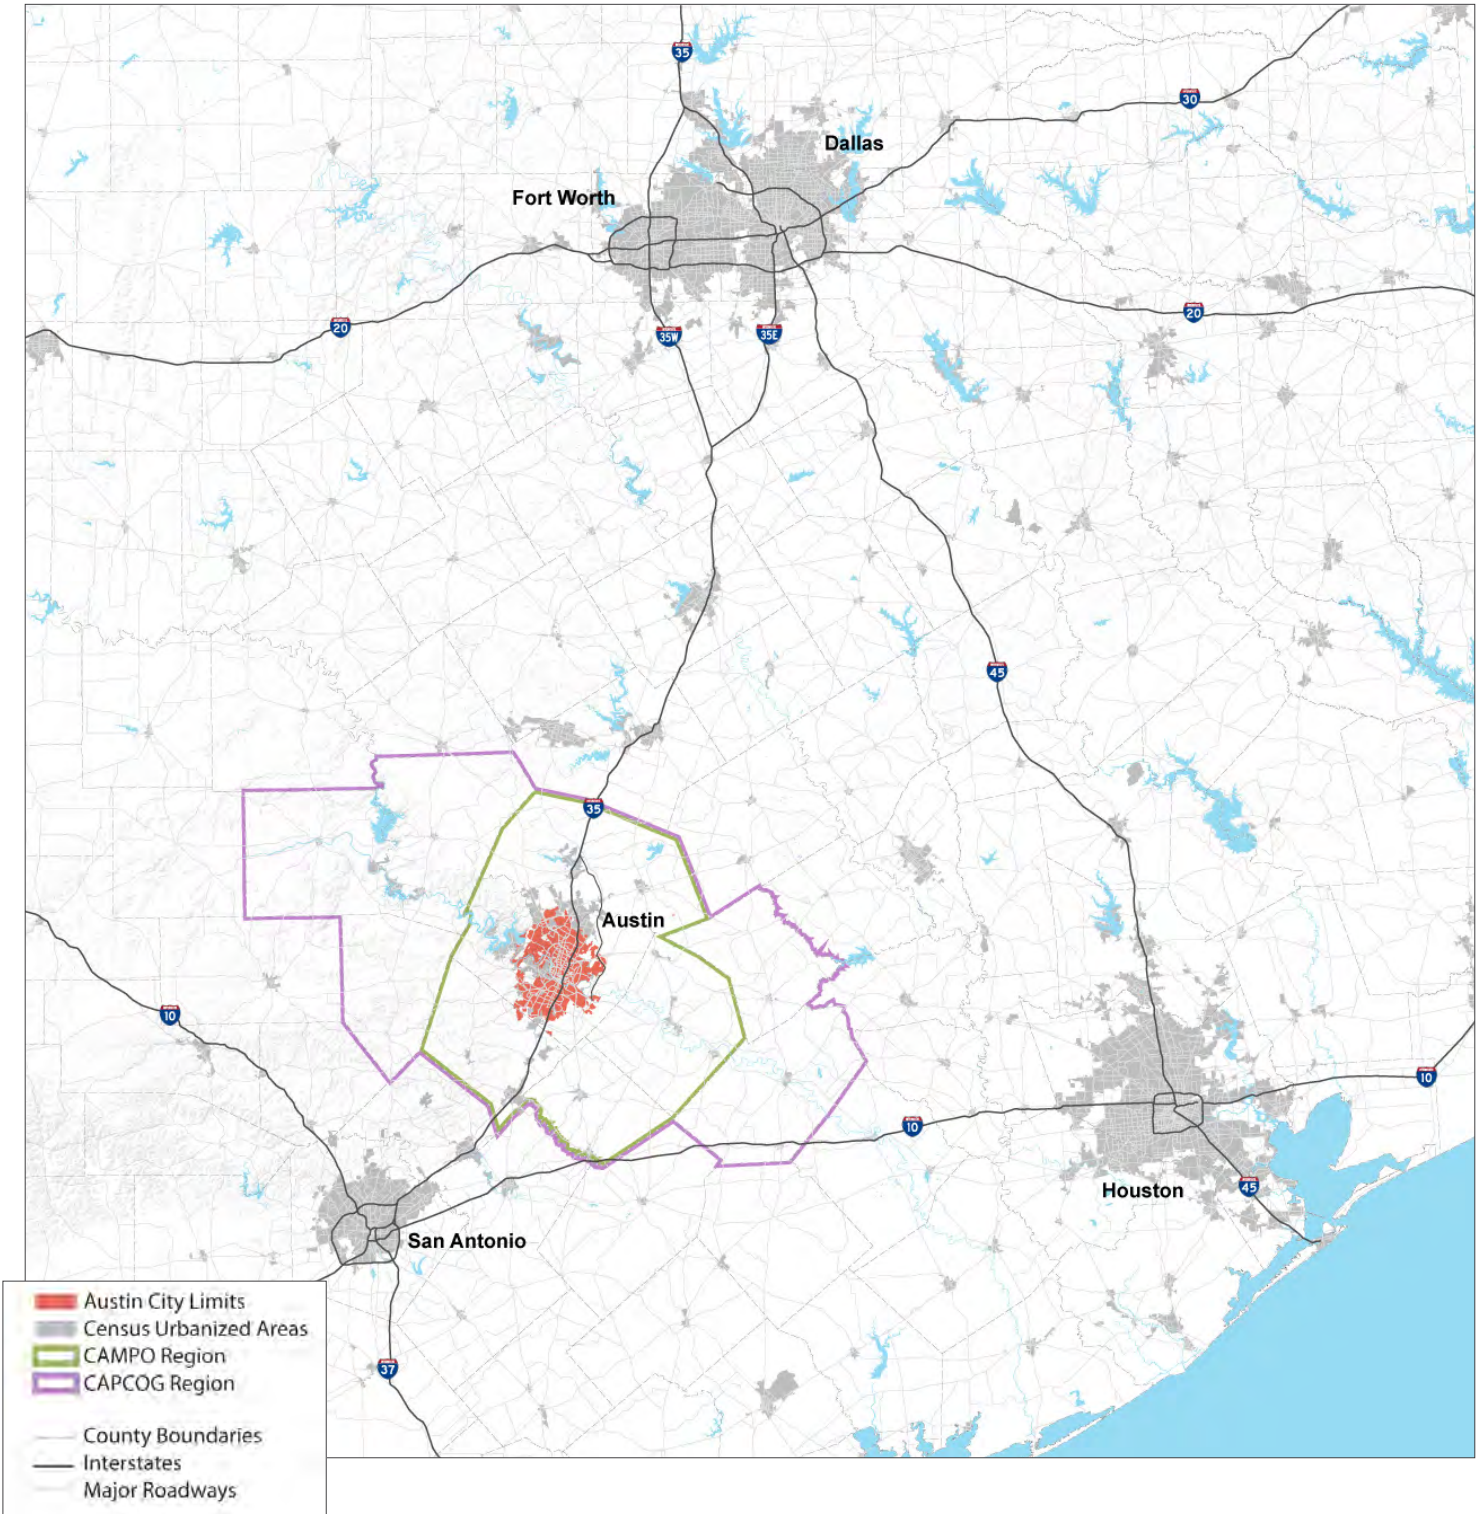 35
30
Dallas
Fort Worth
20
20
35W
35E
45
35
Austin
10
10
10
Houston
45
San Antonio
Austin City Limits
Census Urbanized Areas
CAMPO Region
CAPCOG Region
37
County Boundaries
Interstates
Major Roadways